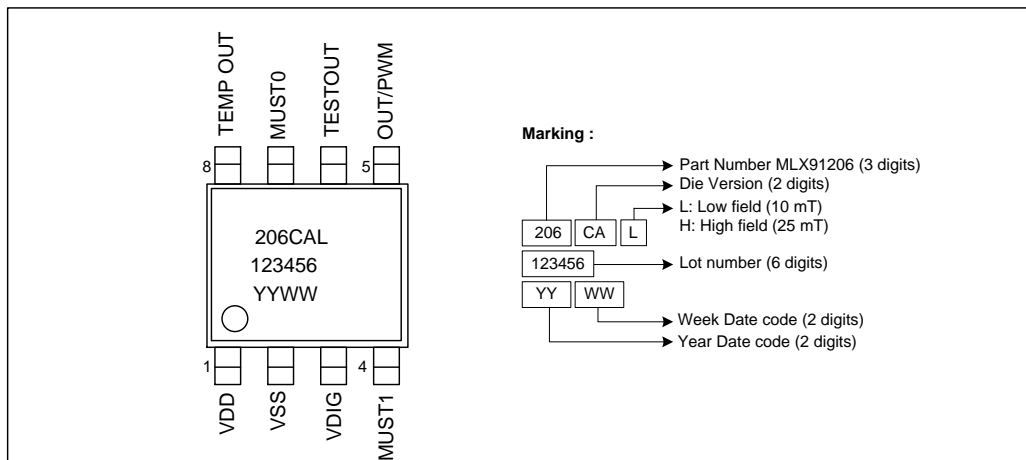 TEMP OUT
MUST0
TESTOUT
OUT/PWM
8
5
206CAL
123456
YYWW
1
4
VDD
VSS
VDIG
MUST1
Marking :
Part Number MLX91206 (3 digits)
Die Version (2 digits)
L: Low field (10 mT)
H: High field (25 mT)
206 CA L
123456
Lot number (6 digits)
YY WW
Week Date code (2 digits)
Year Date code (2 digits)